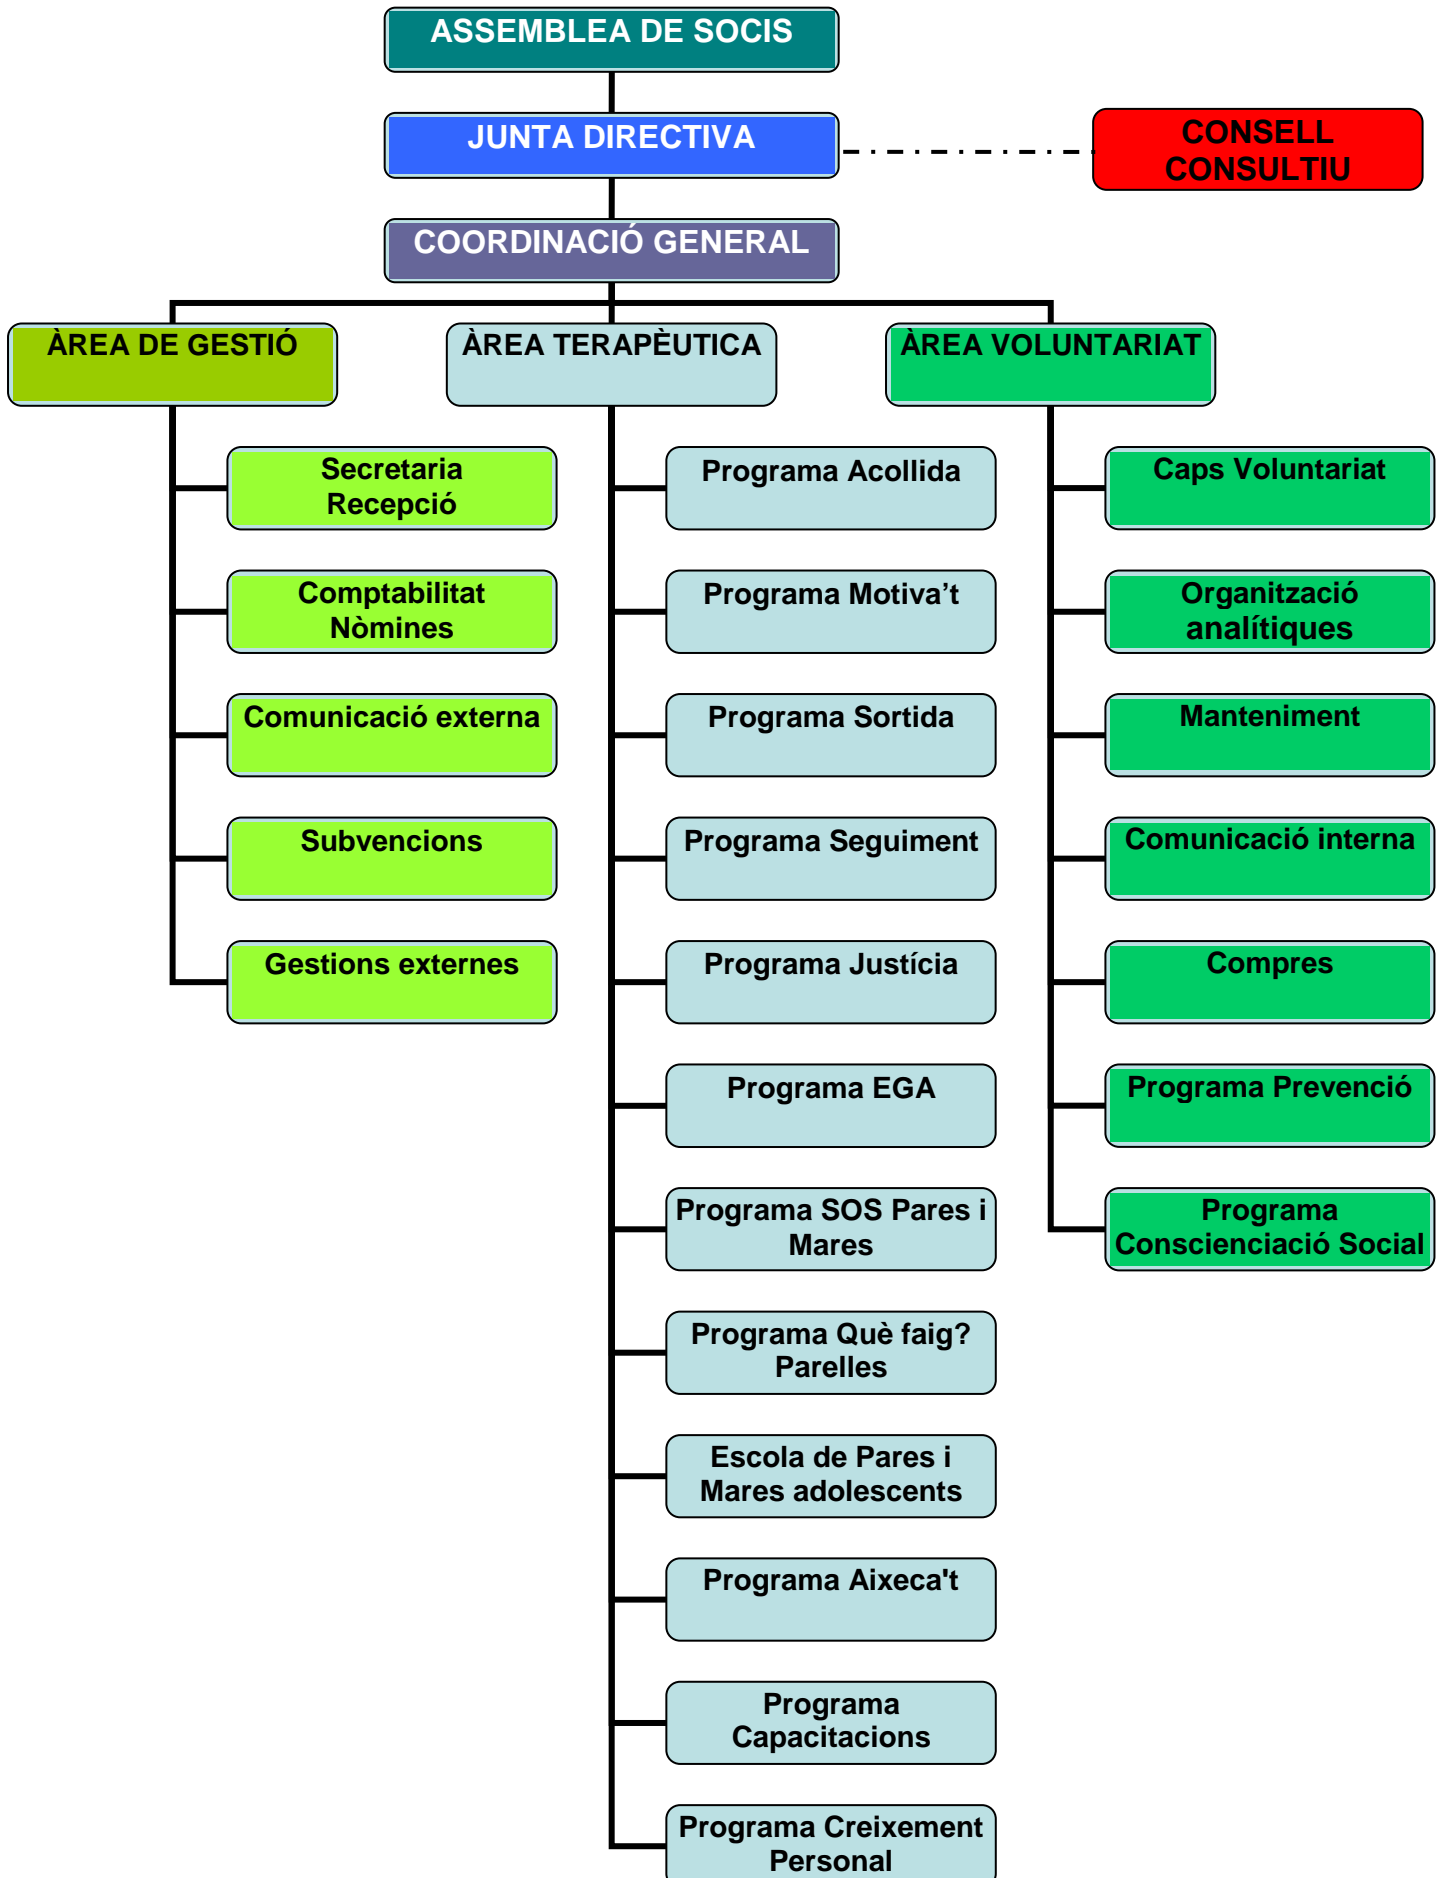 ASSEMBLEA DE SOCIS
JUNTA DIRECTIVA
CONSELL
CONSULTIU
COORDINACIÓ GENERAL
ÀREA DE GESTIÓ
ÀREA TERAPÈUTICA
ÀREA VOLUNTARIAT
Secretaria
Recepció
Comptabilitat
Nòmines
Comunicació externa
Subvencions
Gestions externes
Programa Acollida
Programa Motiva’t
Programa Sortida
Programa Seguiment
Programa Justícia
Programa EGA
Programa SOS Pares i
Mares
Programa Què faig?
Parelles
Escola de Pares i
Mares adolescents
Programa Aixeca't
Programa
Capacitacions
Programa Creixement
Personal
Caps Voluntariat
Organització
analítiques
Manteniment
Comunicació interna
Compres
Programa Prevenció
Programa
Conscienciació Social